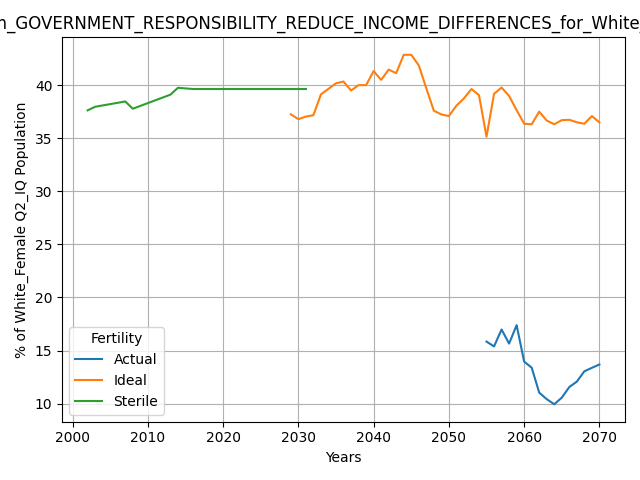 n_GOVERNMENT_RESPONSIBILITY_REDUCE_INCOME_DIFFERENCES_for_White_
% of White_Female Q2_IQ Population
40
35
30
25
20
15
10
Fertility
Actual
Ideal
Sterile
2000 2010 2020 2030 2040 2050 2060 2070
Years